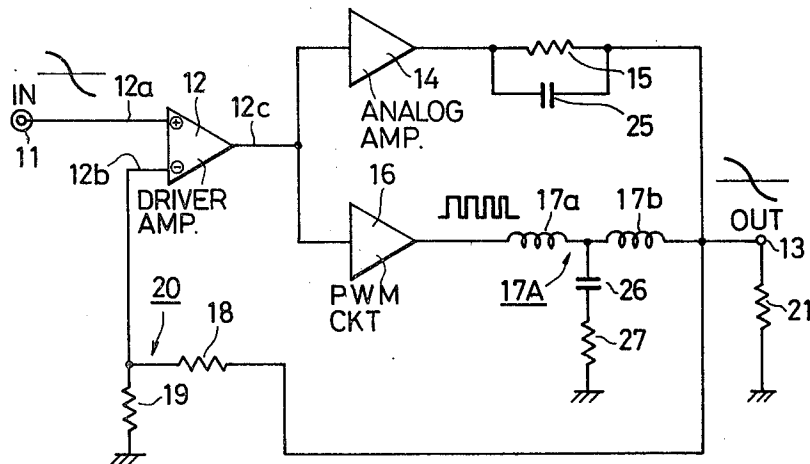 IN
11
12a
12b
12
12c
DRIVER
AMP.
14
ANALOG
AMP.
15
25
16
PWM
CKT
17a
17b
17A
26
27
OUT
13
21
20
18
19